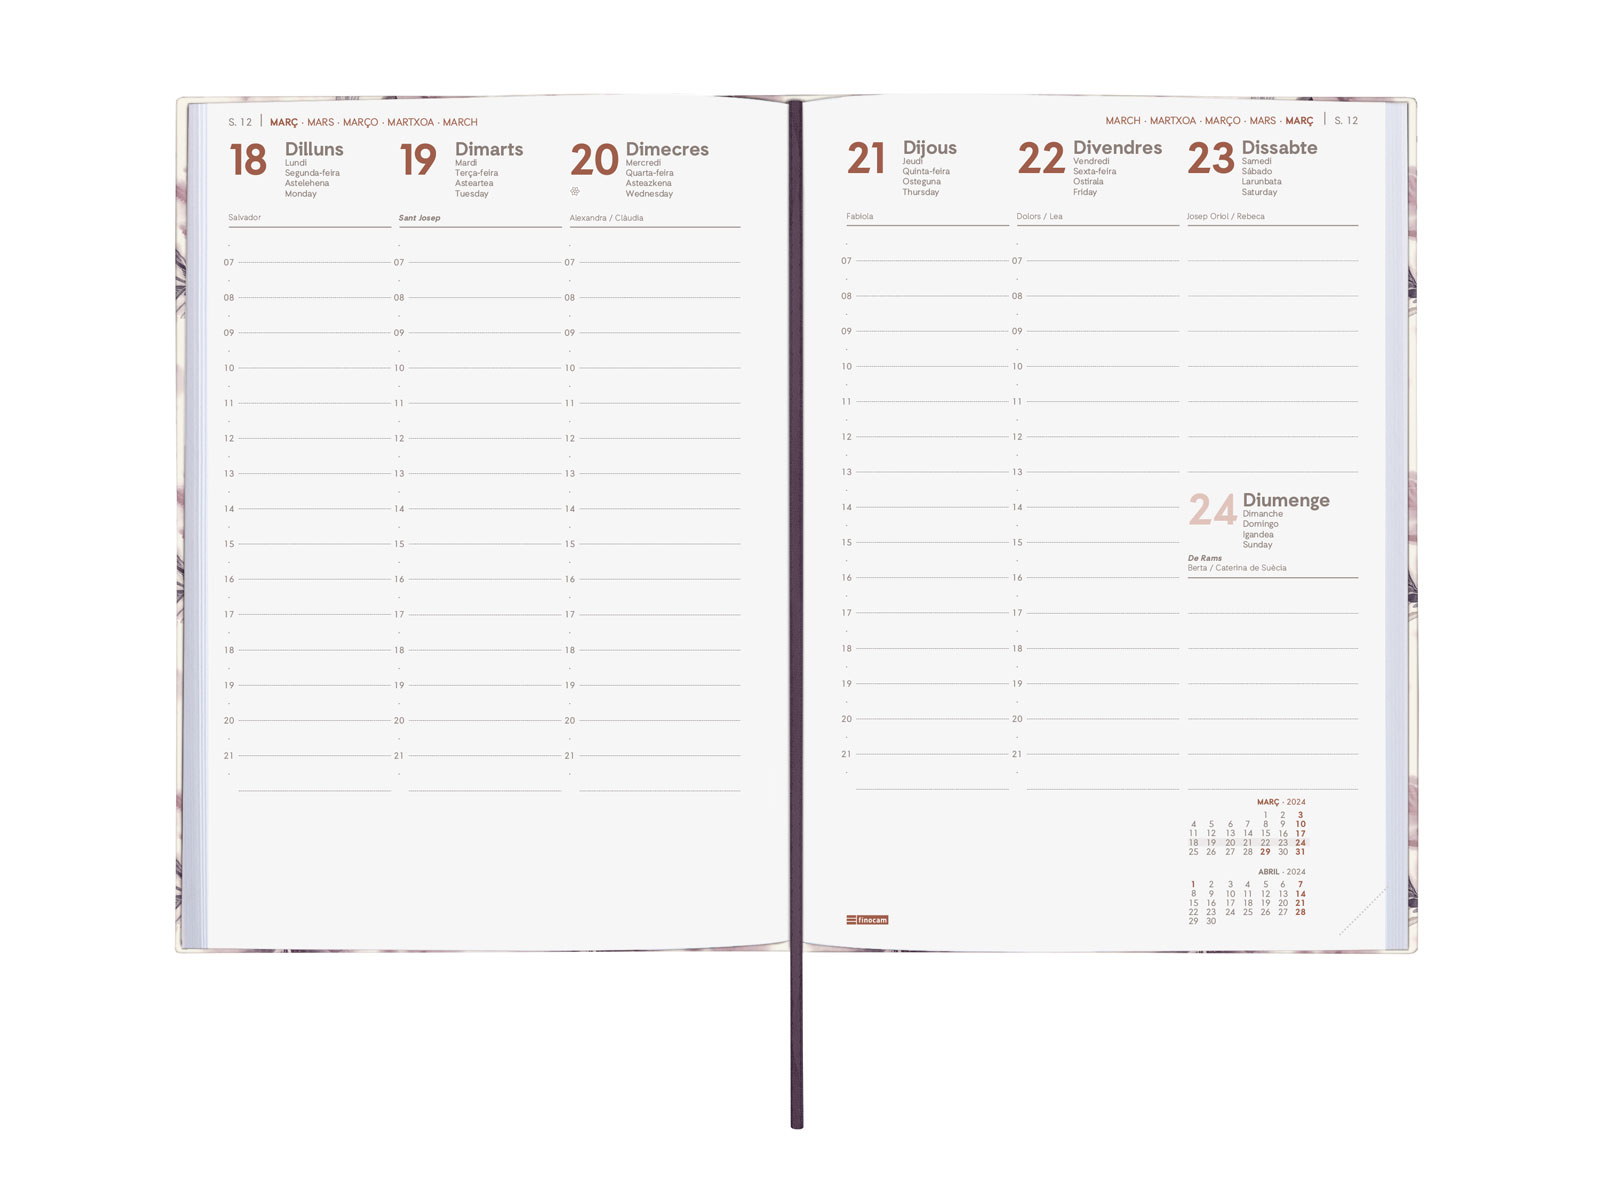 S. 12 | MARÇ · MARS · MARÇO · MARTXOA · MARCH
18 Dilluns
Lundi
Segunda-feira
Astelehena
Monday
Salvador
07
08
09
10
11
12
13
14
15
16
17
18
19
20
21
19 Dimarts
Mardi
Terça-feira
Asteartea
Tuesday
Sant Josep
07
08
09
10
11
12
13
14
15
16
17
18
19
20
21
20 Dimecres
Mercredi
Quarta-feira
Asteazkena
Wednesday
Alexandra / Clàudia
07
08
09
10
11
12
13
14
15
16
17
18
19
20
21
MARCH · MARTXOA · MARÇO · MARS · MARÇ | S. 12
21 Dijous
Jeudi
Quinta-feira
Osteguna
Thursday
Fabiola
07
08
09
10
11
12
13
14
15
16
17
18
19
20
21
22 Divendres
Vendredi
Sexta-feira
Ostirala
Friday
Dolors / Lea
07
08
09
10
11
12
13
14
15
16
17
18
19
20
21
23 Dissabte
Samedi
Sábado
Larunbata
Saturday
Josep Oriol / Rebeca
24 Diumenge
Dimanche
Domingo
Igandea
Sunday
De Rams
Berta / Caterina de Suècia
MARÇ · 2024
1 2 3
4 5 6 7 8 9 10
11 12 13 14 15 16 17
18 19 20 21 22 23 24
25 26 27 28 29 30 31
ABRIL · 2024
1 2 3 4 5 6 7
8 9 10 11 12 13 14
15 16 17 18 19 20 21
22 23 24 25 26 27 28
29 30
finocam